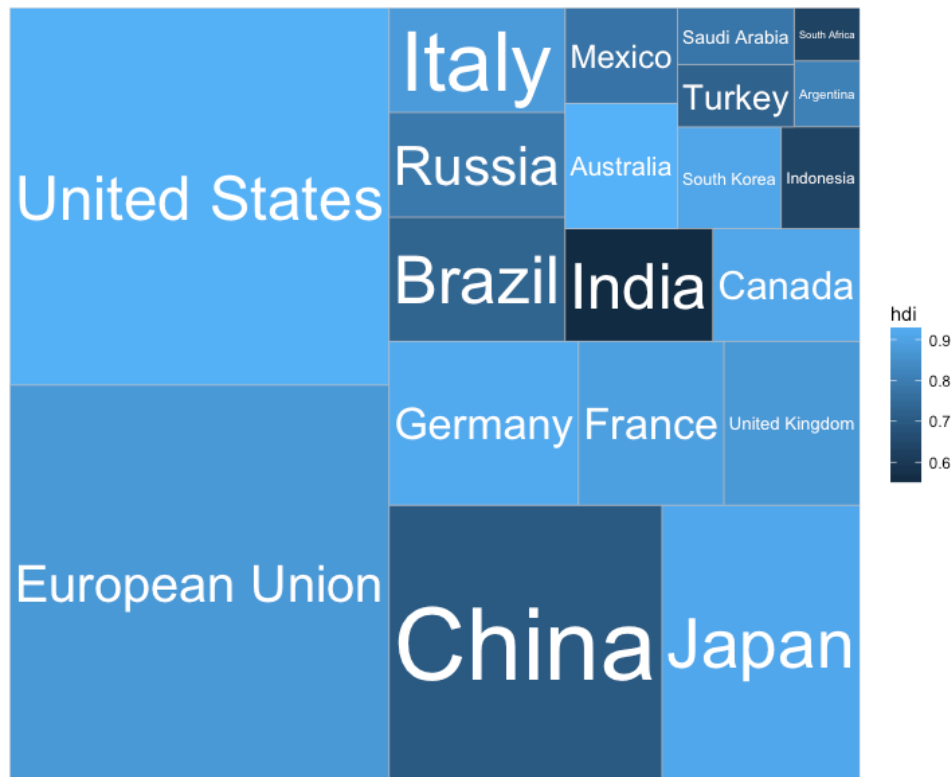 United States
European Union
Italy
Russia
Brazil
Mexico
Australia
Saudi Arabia
South Africa
Turkey
Argentina
South Korea
Indonesia
India
Canada
Germany
France
United Kingdom
China
Japan
hdi
0.9
0.8
0.7
0.6